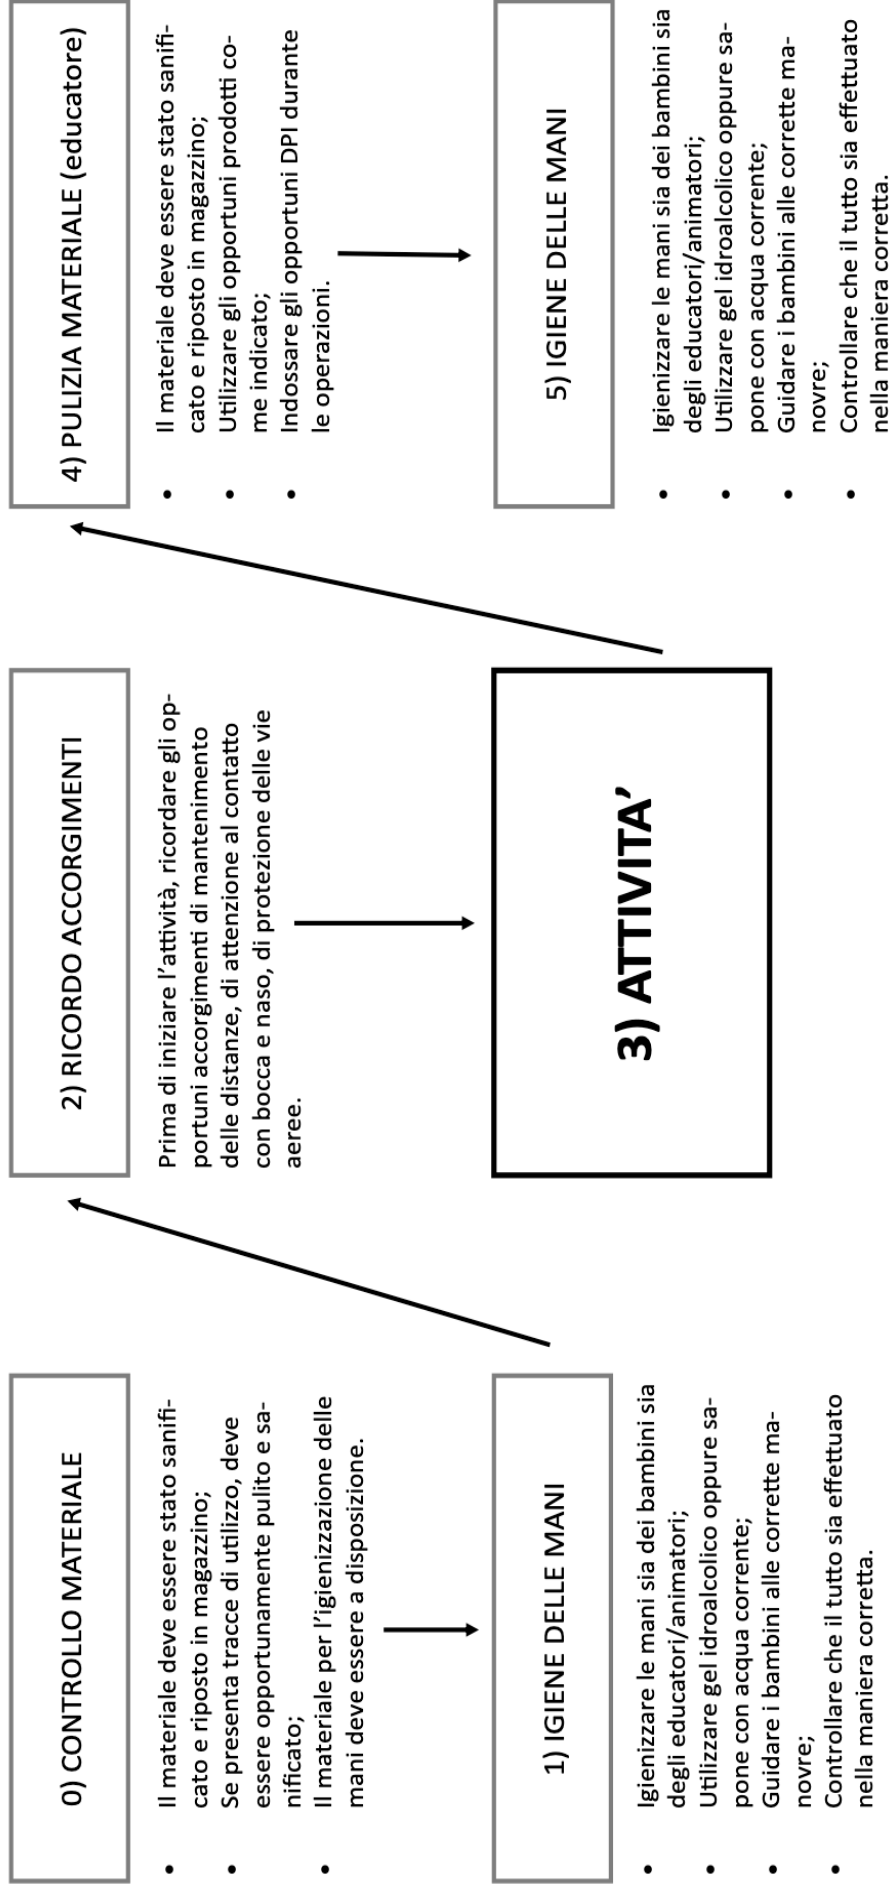 0) CONTROLLO MATERIALE
• Il materiale deve essere stato sanifi-
cato e riposto in magazzino;
• Se presenta tracce di utilizzo, deve
essere opportunamente pulito e sa-
nificato;
• Il materiale per l'igienizzazione delle
mani deve essere a disposizione.
1) IGIENE DELLE MANI
• Igienizzare le mani sia dei bambini sia
degli educatori/animatori;
• Utilizzare gel idroalcolico oppure sa-
pone con acqua corrente;
• Guidare i bambini alle corrette ma-
novre;
• Controllare che il tutto sia effettuato
nella maniera corretta.
2) RICORDO ACCORGIMENTI
Prima di iniziare l'attività, ricordare gli op-
portuni accorgimenti di mantenimento
delle distanze, di attenzione al contatto
con bocca e naso, di protezione delle vie
aeree.
3) ATTIVITA’
4) PULIZIA MATERIALE (educatore)
• Il materiale deve essere stato sanifi-
cato e riposto in magazzino;
• Utilizzare gli opportuni prodotti co-
me indicato;
• Indossare gli opportuni DPI durante
le operazioni.
5) IGIENE DELLE MANI
• Igienizzare le mani sia dei bambini sia
degli educatori/animatori;
• Utilizzare gel idroalcolico oppure sa-
pone con acqua corrente;
• Guidare i bambini alle corrette ma-
novre;
• Controllare che il tutto sia effettuato
nella maniera corretta.